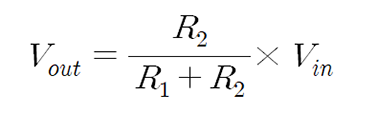 V_out = R_2 / (R_1 + R_2) × V_in